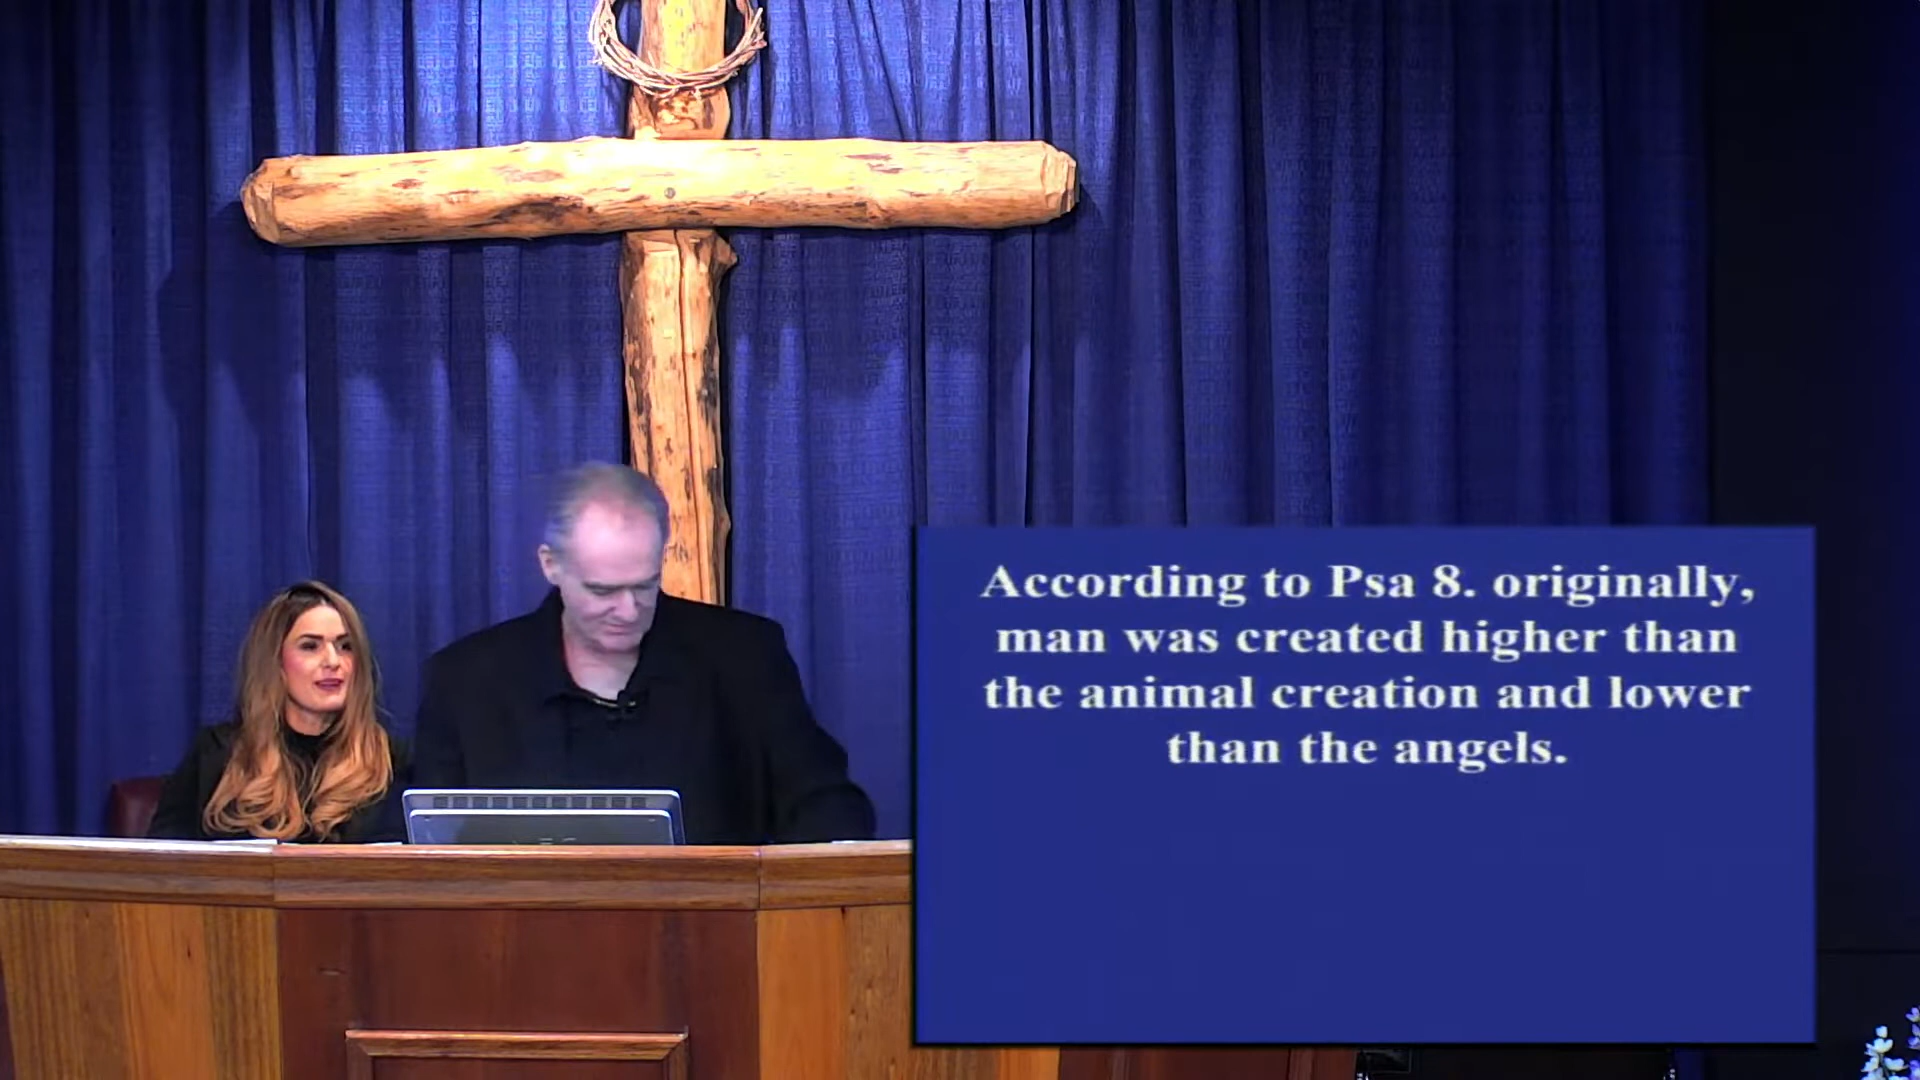 According to Psa 8. originally,
man was created higher than
the animal creation and lower
than the angels.